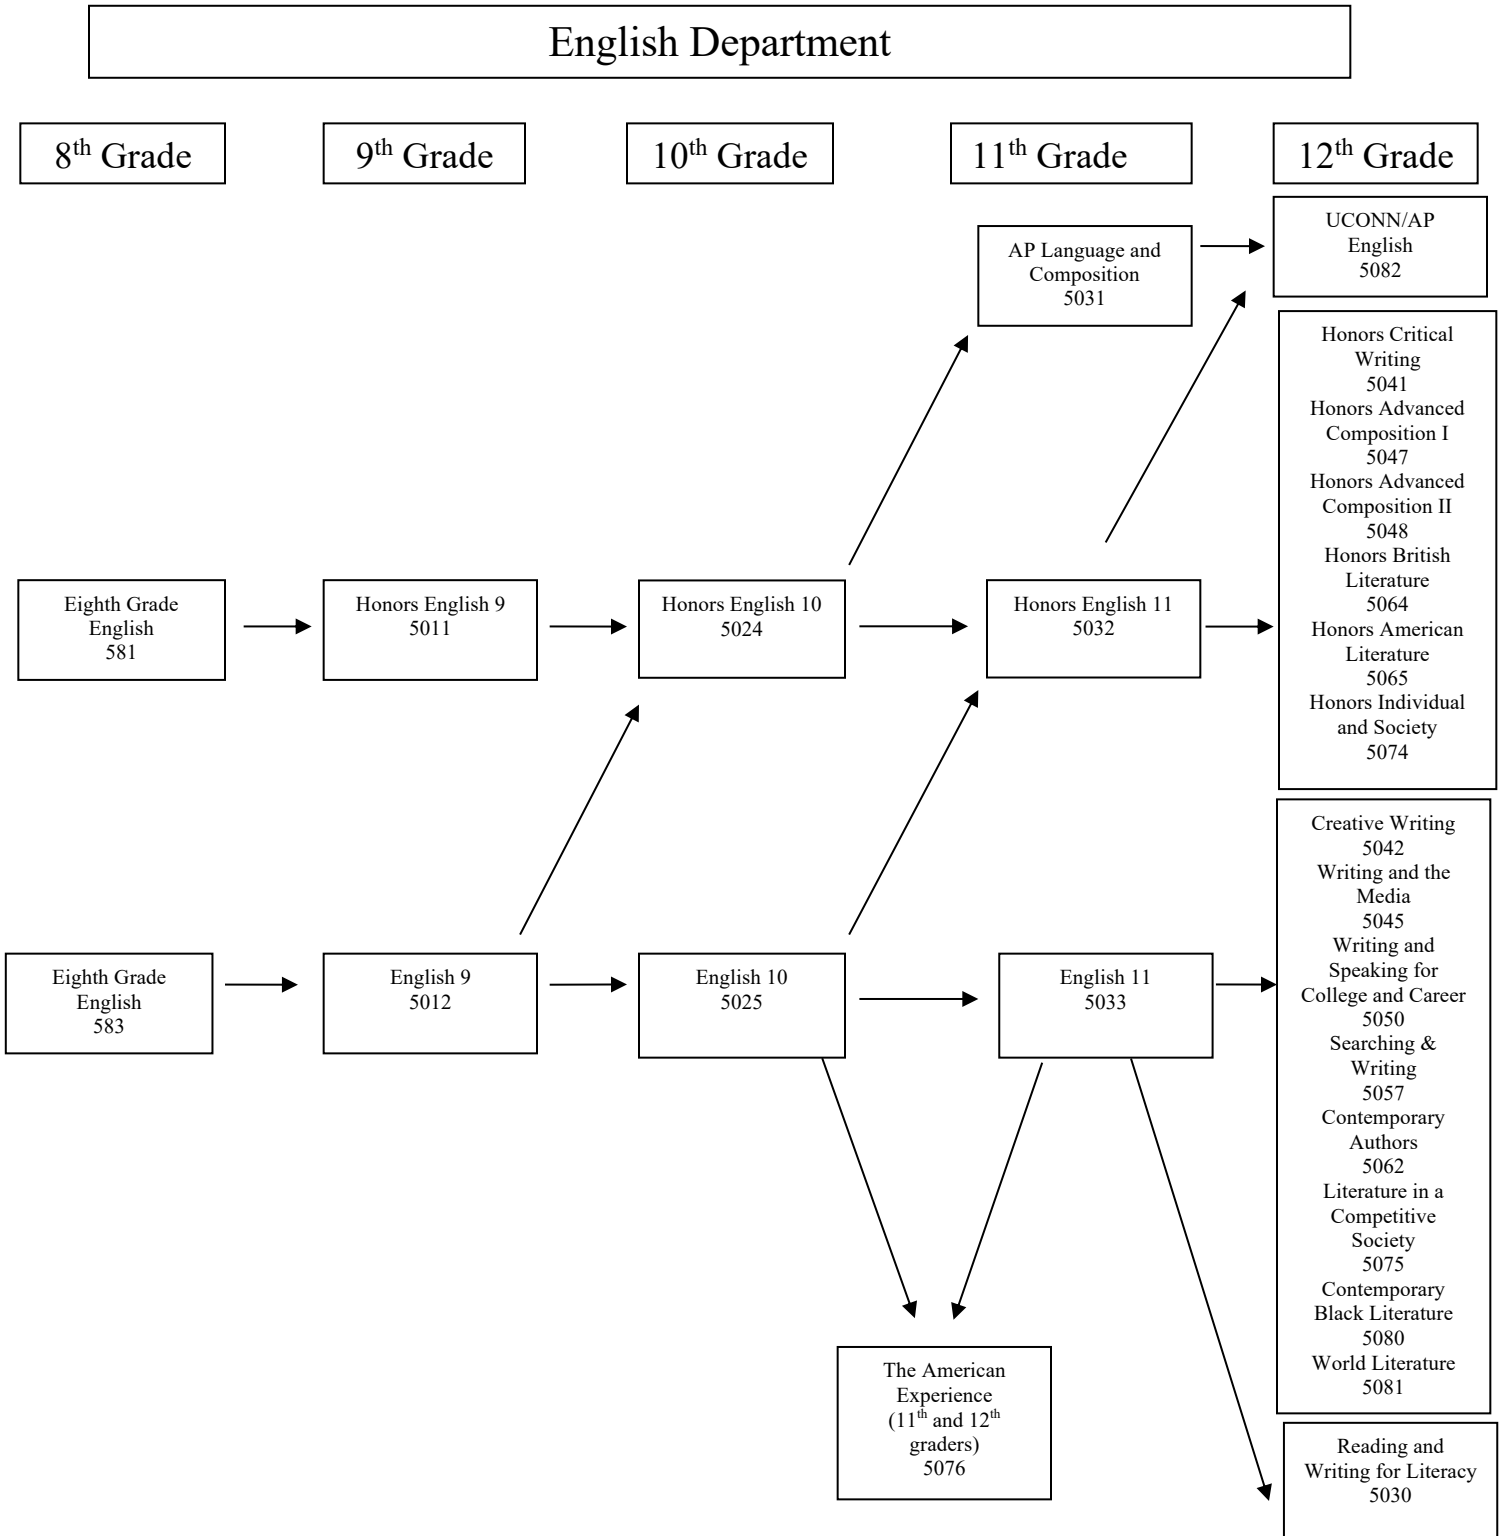 English Department
8th Grade
9th Grade
10th Grade
11th Grade
12th Grade
AP Language and
Composition
5031
UCONN/AP
English
5082
Honors Critical
Writing
5041
Honors Advanced
Composition I
5047
Honors Advanced
Composition II
5048
Honors British
Literature
5064
Honors American
Literature
5065
Honors Individual
and Society
5074
Eighth Grade
English
581
Honors English 9
5011
Honors English 10
5024
Honors English 11
5032
Eighth Grade
English
583
English 9
5012
English 10
5025
English 11
5033
Creative Writing
5042
Writing and the
Media
5045
Writing and
Speaking for
College and Career
5050
Searching &
Writing
5057
Contemporary
Authors
5062
Literature in a
Competitive
Society
5075
Contemporary
Black Literature
5080
World Literature
5081
The American
Experience
(11th and 12th
graders)
5076
Reading and
Writing for Literacy
5030